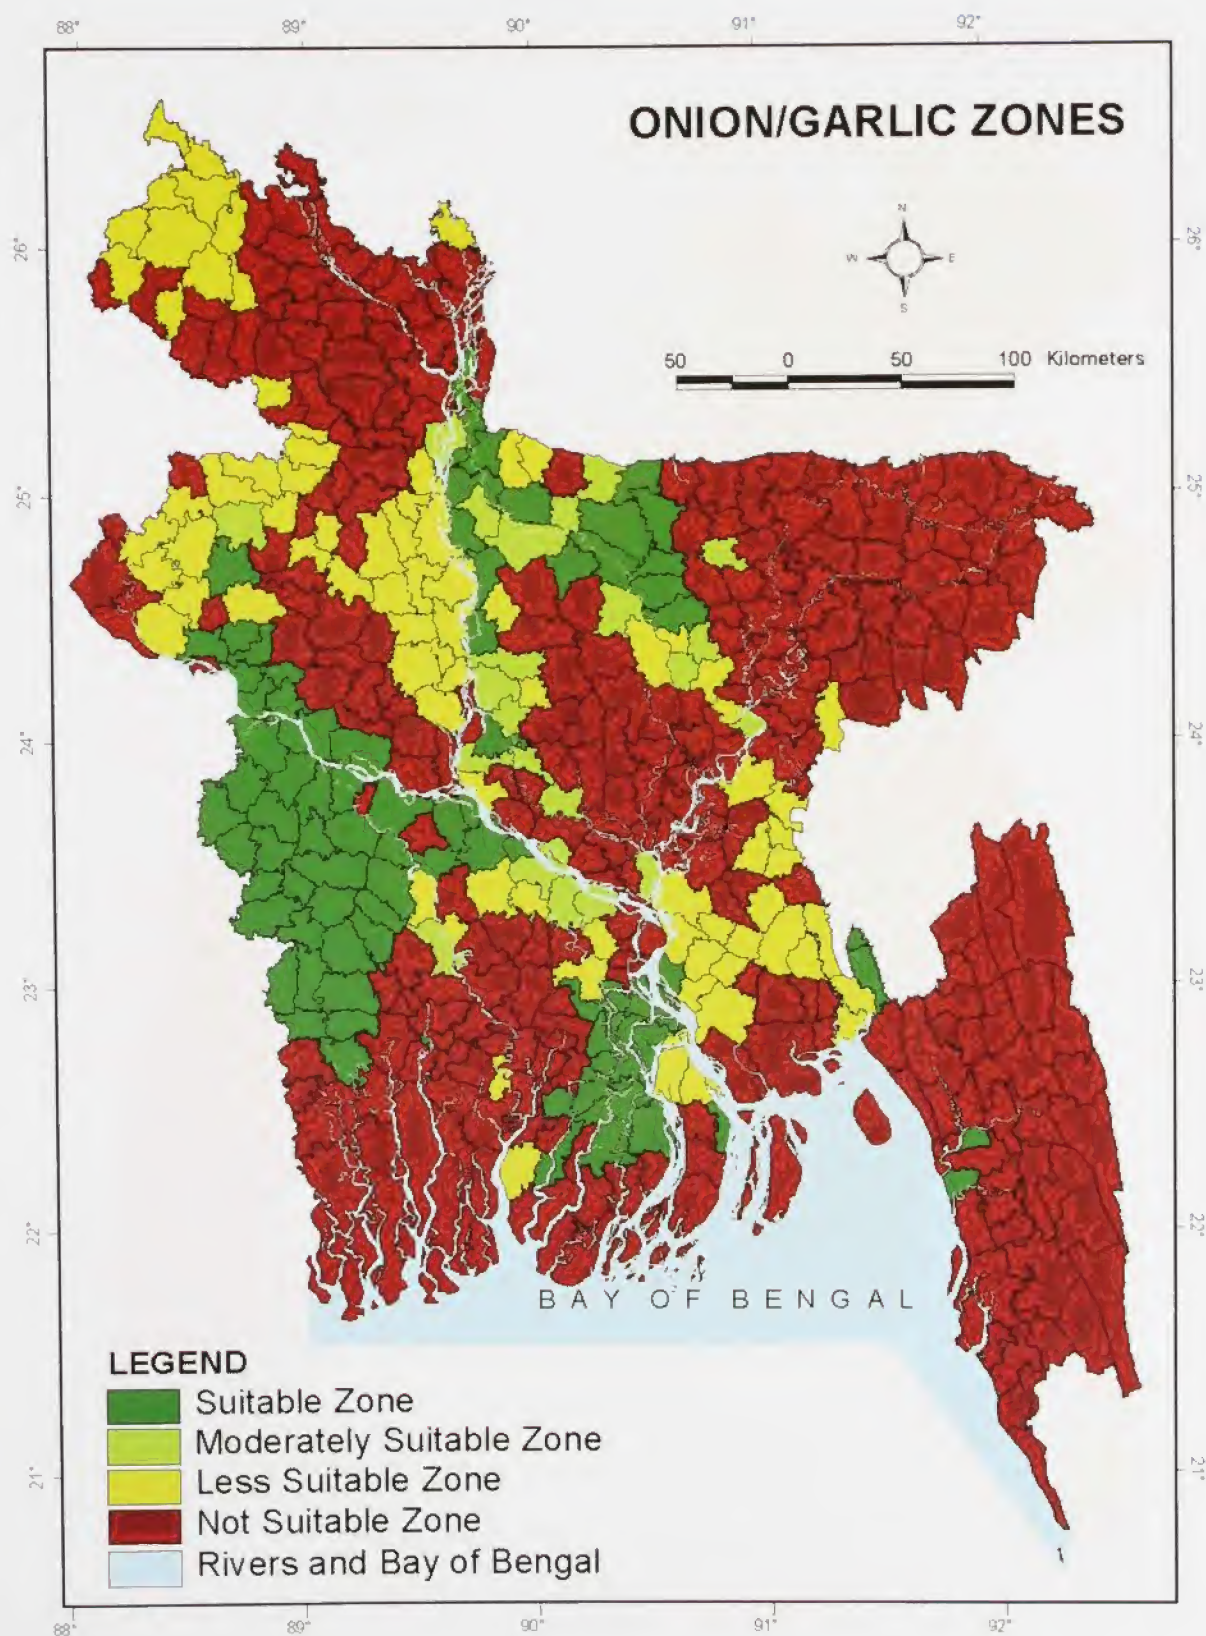 88° 89° 90° 91° 92°
ONION/GARLIC ZONES
N
W E
S
26° 26°
50 0 50 100 Kilometers
25° 25°
24° 24°
23° 23°
22° 22°
BAY OF BENGAL
LEGEND
Suitable Zone
Moderately Suitable Zone
Less Suitable Zone
Not Suitable Zone
Rivers and Bay of Bengal
21° 21°
88° 89° 90° 91° 92°